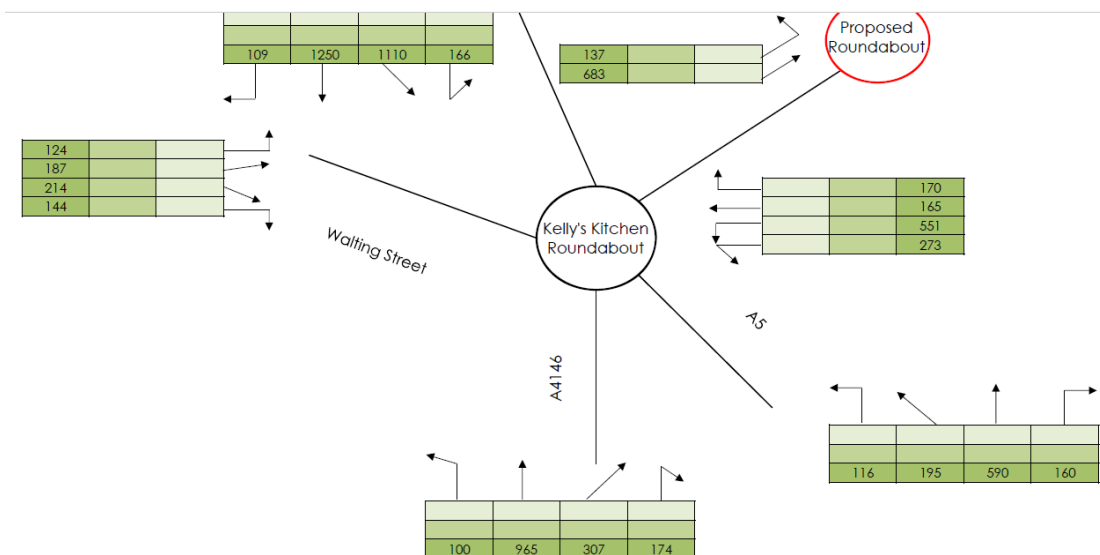 Proposed
Roundabout
109 1250 1110 166
137
683
124
187
214
144
170
165
551
273
Kelly's Kitchen
Roundabout
Walting Street
A5
A4146
116 195 590 160
100 965 307 174